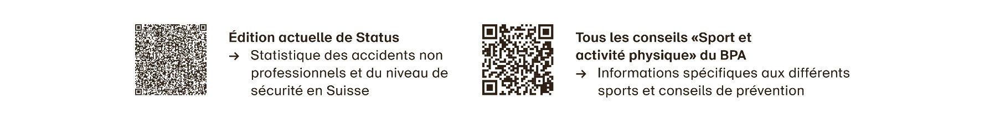 Édition actuelle de Status
→ Statistique des accidents non
professionnels et du niveau de
sécurité en Suisse
Tous les conseils «Sport et
activité physique» du BPA
→ Informations spécifiques aux différents
sports et conseils de prévention